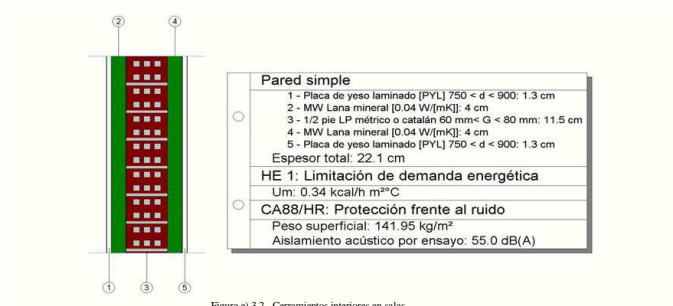 2
4
Pared simple
1 - Placa de yeso laminado [PYL] 750 < d < 900: 1.3 cm
2 - MW Lana mineral [0.04 W/[mK]]: 4 cm
3 - 1/2 pie LP métrico o catalán 60 mm< G < 80 mm: 11.5 cm
4 - MW Lana mineral [0.04 W/[mK]]: 4 cm
5 - Placa de yeso laminado [PYL] 750 < d < 900: 1.3 cm
Espesor total: 22.1 cm
HE 1: Limitación de demanda energética
Um: 0.34 kcal/h m²°C
CA88/HR: Protección frente al ruido
Peso superficial: 141.95 kg/m²
Aislamiento acústico por ensayo: 55.0 dB(A)
1
3
5
Figura a) 3.2 Cerramientos interiores en salas